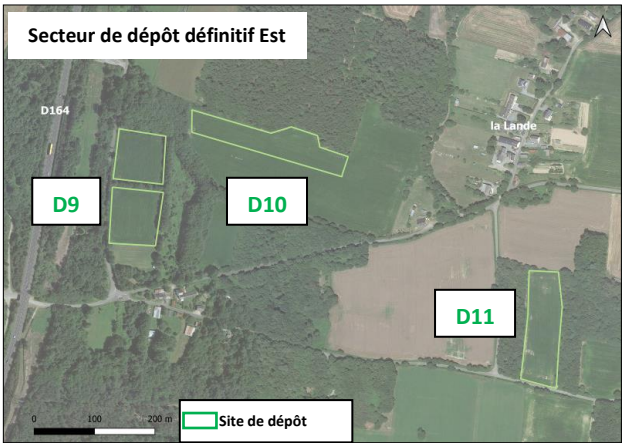 Secteur de dépôt définitif Est
D164
la Lande
D9
D10
D11
0 100 200 m
Site de dépôt